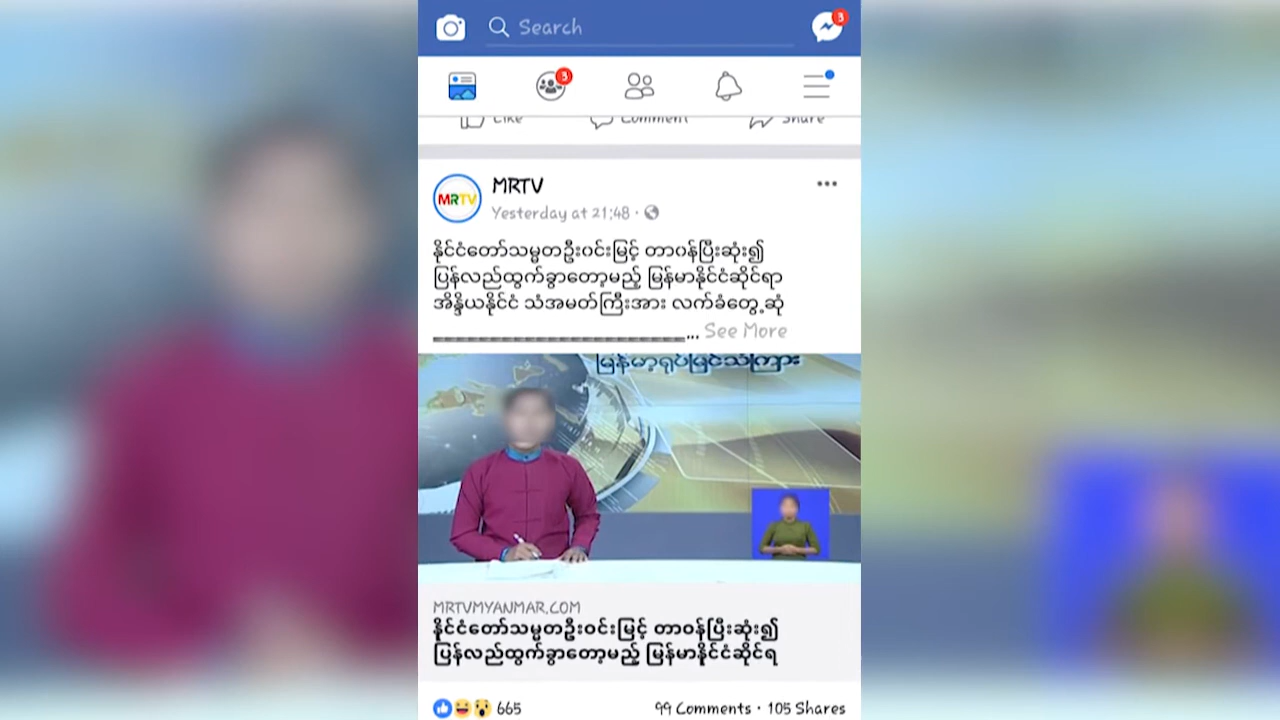 Search
3
3
Like Comment Share
MRTV
MRTV
Yesterday at 21:48 ·
နိုင်ငံတော်သမ္မတဦးဝင်းမြင့် တာဝန်ပြီးဆုံး၍
ပြန်လည်ထွက်ခွာတော့မည့် မြန်မာနိုင်ငံဆိုင်ရာ
အိန္ဒိယနိုင်ငံ သံအမတ်ကြီးအား လက်ခံတွေ့ဆုံ
... See More
မြန်မာ့ရုပ်မြင်သံကြား
MRTVMYANMAR.COM
နိုင်ငံတော်သမ္မတဦးဝင်းမြင့် တာဝန်ပြီးဆုံး၍
ပြန်လည်ထွက်ခွာတော့မည့် မြန်မာနိုင်ငံဆိုင်ရ
665 99 Comments · 105 Shares